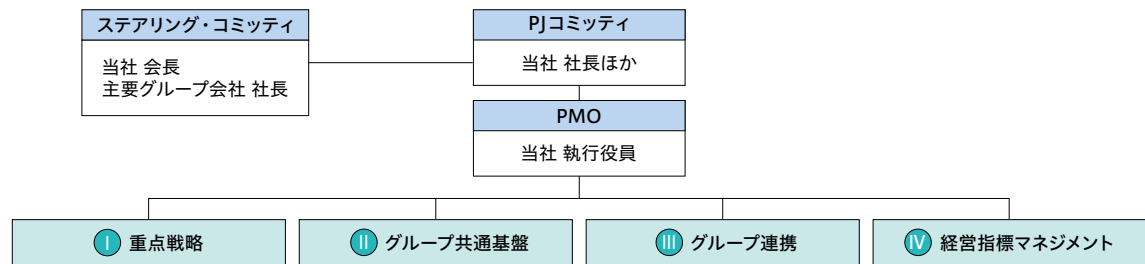 ステアリング・コミッティ
当社 会長
主要グループ会社 社長
PJコミッティ
当社 社長ほか
PMO
当社 執行役員
Ⅰ 重点戦略
Ⅱ グループ共通基盤
Ⅲ グループ連携
Ⅳ 経営指標マネジメント